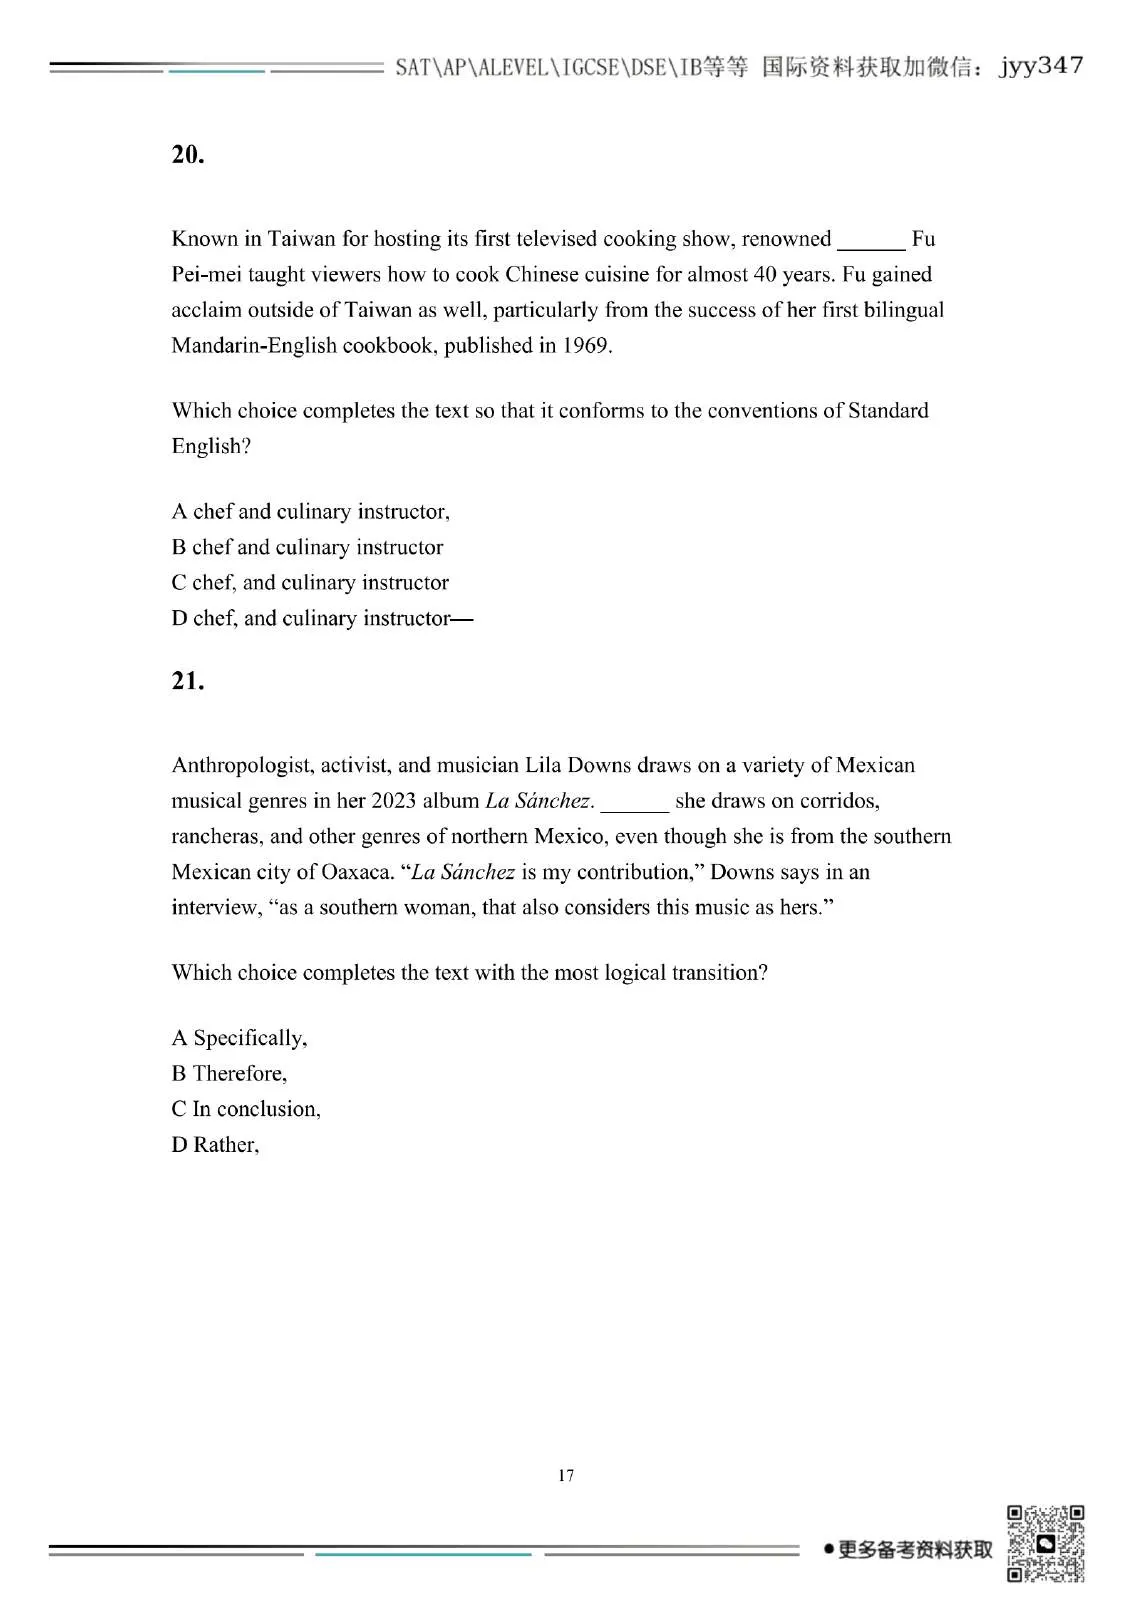 SAT\AP\ALEVEL\IGCSE\DSE\IB等等 国际资料获取加微信：jyy347
20.
Known in Taiwan for hosting its first televised cooking show, renowned ______ Fu
Pei-mei taught viewers how to cook Chinese cuisine for almost 40 years. Fu gained
acclaim outside of Taiwan as well, particularly from the success of her first bilingual
Mandarin-English cookbook, published in 1969.
Which choice completes the text so that it conforms to the conventions of Standard
English?
A chef and culinary instructor,
B chef and culinary instructor
C chef, and culinary instructor
D chef, and culinary instructor—
21.
Anthropologist, activist, and musician Lila Downs draws on a variety of Mexican
musical genres in her 2023 album La Sánchez. ______ she draws on corridos,
rancheras, and other genres of northern Mexico, even though she is from the southern
Mexican city of Oaxaca. “La Sánchez is my contribution,” Downs says in an
interview, “as a southern woman, that also considers this music as hers.”
Which choice completes the text with the most logical transition?
A Specifically,
B Therefore,
C In conclusion,
D Rather,
17
●更多备考资料获取